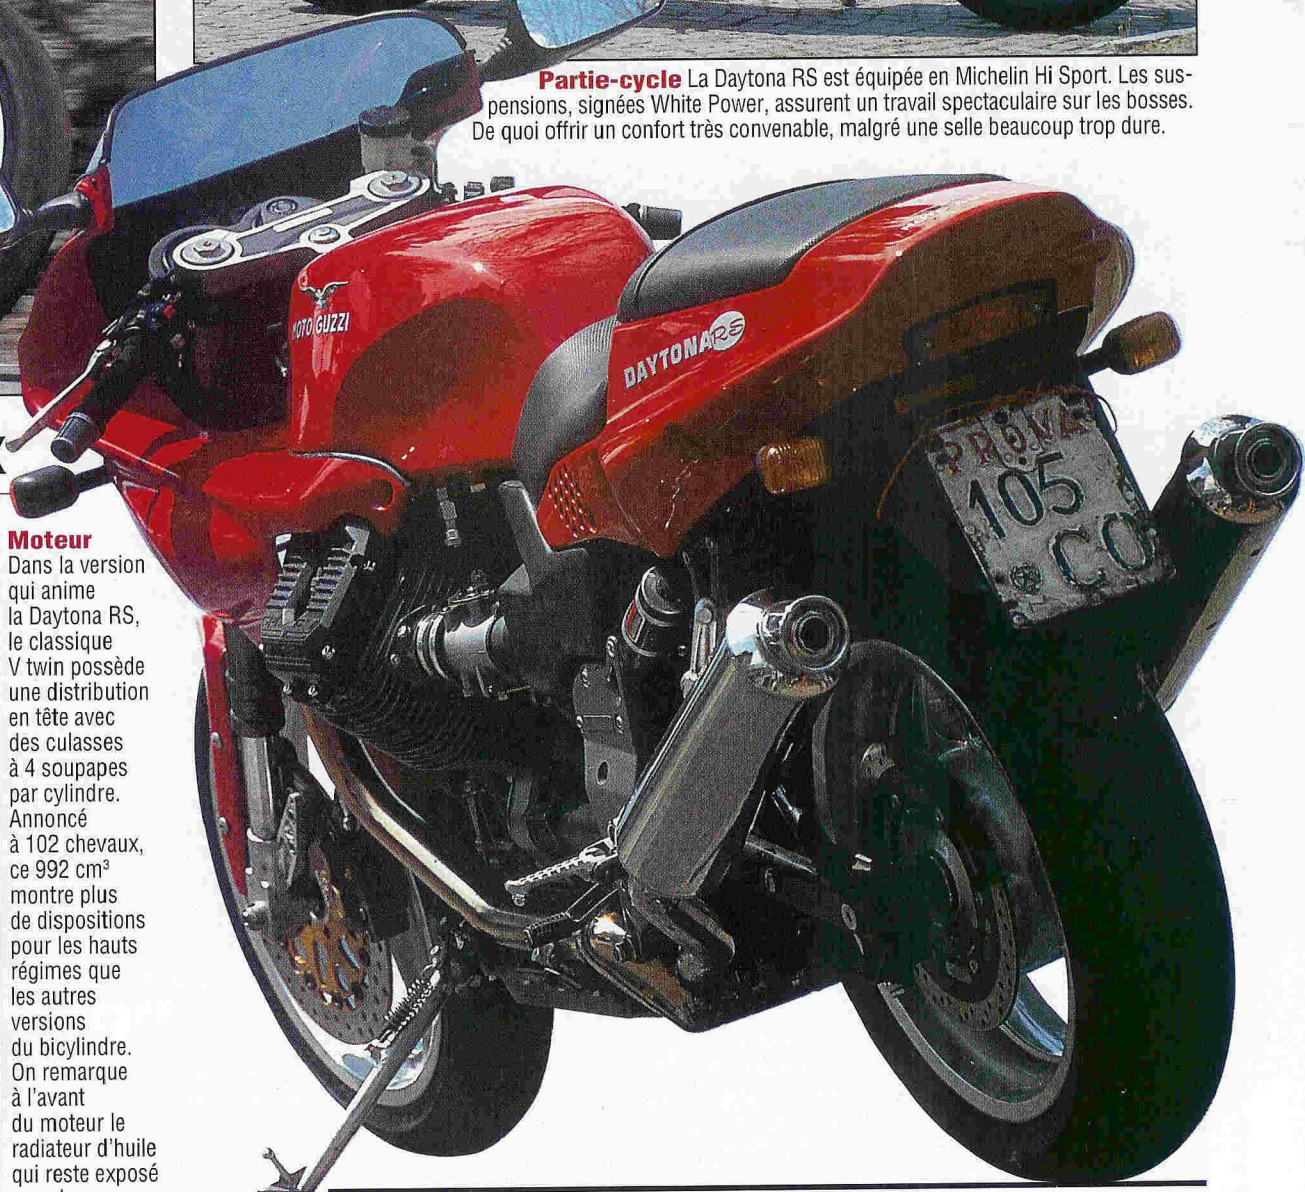 Partie-cycle La Daytona RS est équipée en Michelin Hi Sport. Les sus-
pensions, signées White Power, assurent un travail spectaculaire sur les bosses.
De quoi offrir un confort très convenable, malgré une selle beaucoup trop dure.
MOTO GUZZI
DAYTONA RS
PROVA
105
CO
Moteur
Dans la version
qui anime
la Daytona RS,
le classique
V twin possède
une distribution
en tête avec
des culasses
à 4 soupapes
par cylindre.
Annoncé
à 102 chevaux,
ce 992 cm³
montre plus
de dispositions
pour les hauts
régimes que
les autres
versions
du bicylindre.
On remarque
à l'avant
du moteur le
radiateur d'huile
qui reste exposé